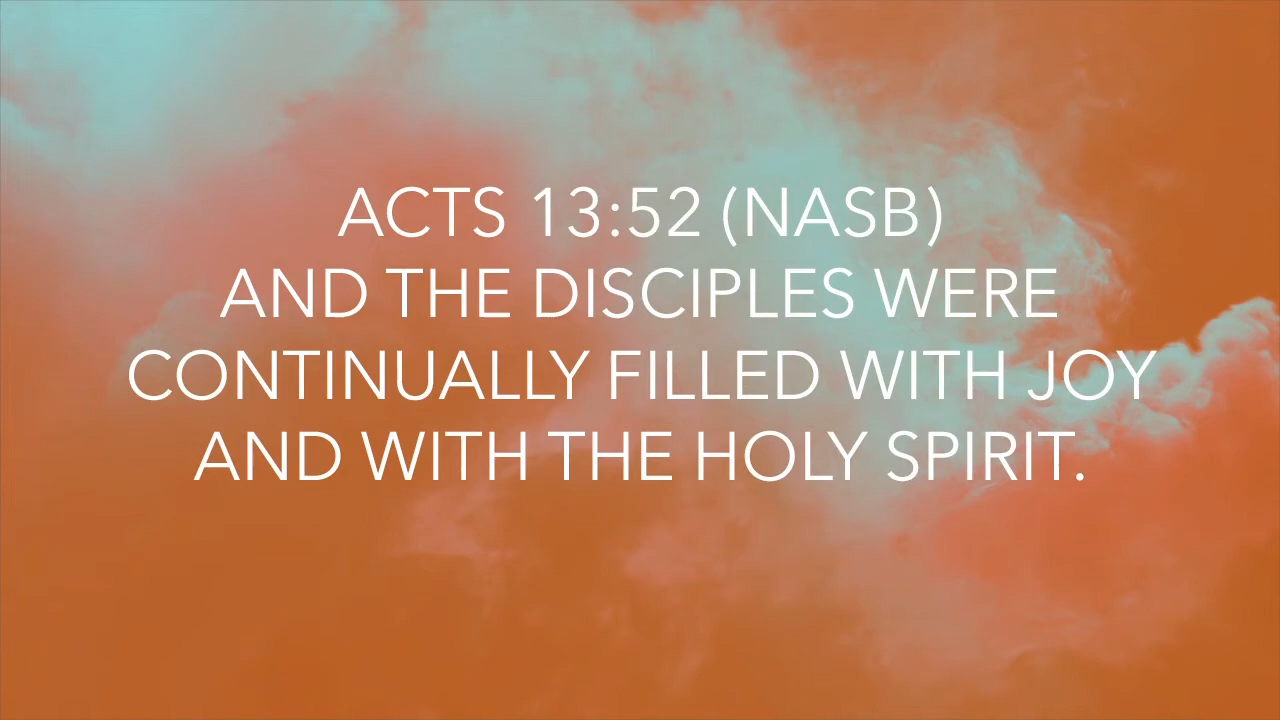 ACTS 13:52 (NASB)
AND THE DISCIPLES WERE
CONTINUALLY FILLED WITH JOY
AND WITH THE HOLY SPIRIT.